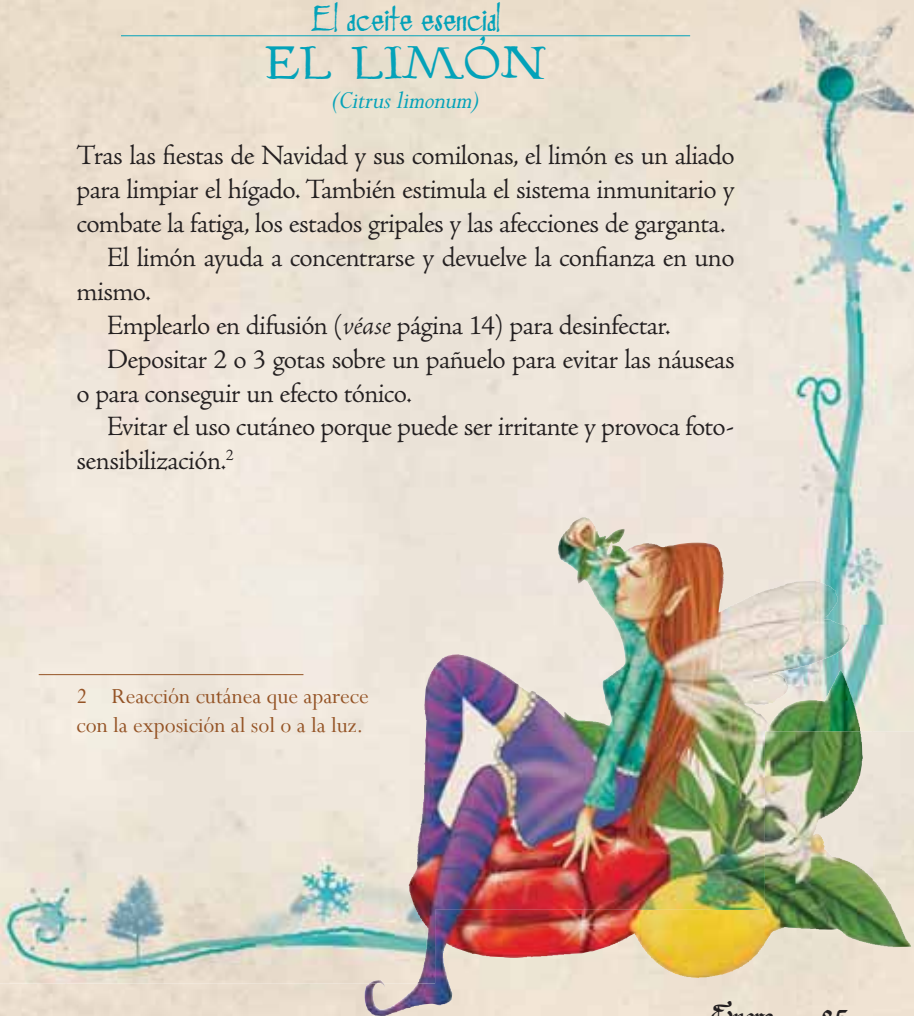 El aceite esencial
EL LIMÓN
(Citrus limonum)
Tras las fiestas de Navidad y sus comilonas, el limón es un aliado
para limpiar el hígado. También estimula el sistema inmunitario y
combate la fatiga, los estados gripales y las afecciones de garganta.
El limón ayuda a concentrarse y devuelve la confianza en uno
mismo.
Emplearlo en difusión (véase página 14) para desinfectar.
Depositar 2 o 3 gotas sobre un pañuelo para evitar las náuseas
o para conseguir un efecto tónico.
Evitar el uso cutáneo porque puede ser irritante y provoca foto-
sensibilización.2
2 Reacción cutánea que aparece
con la exposición al sol o a la luz.